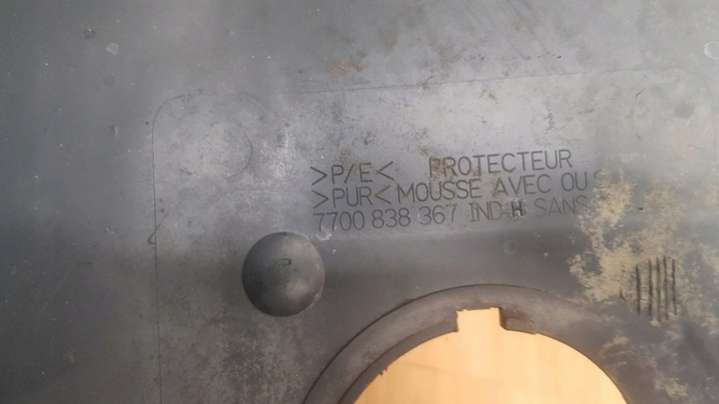 >P/E< PROTECTEUR
>PUR< MOUSSE AVEC OU
7700 838 367 IND H SANS